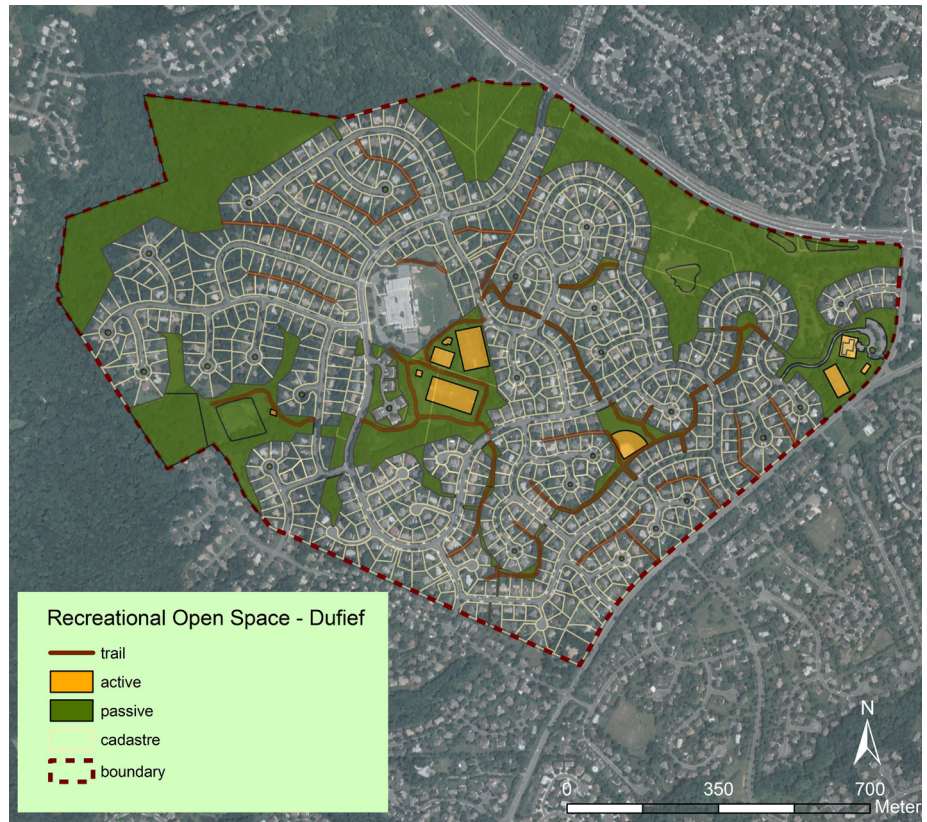 Recreational Open Space - Dufief
trail
active
passive
cadastre
boundary
N
0 350 700
Meter